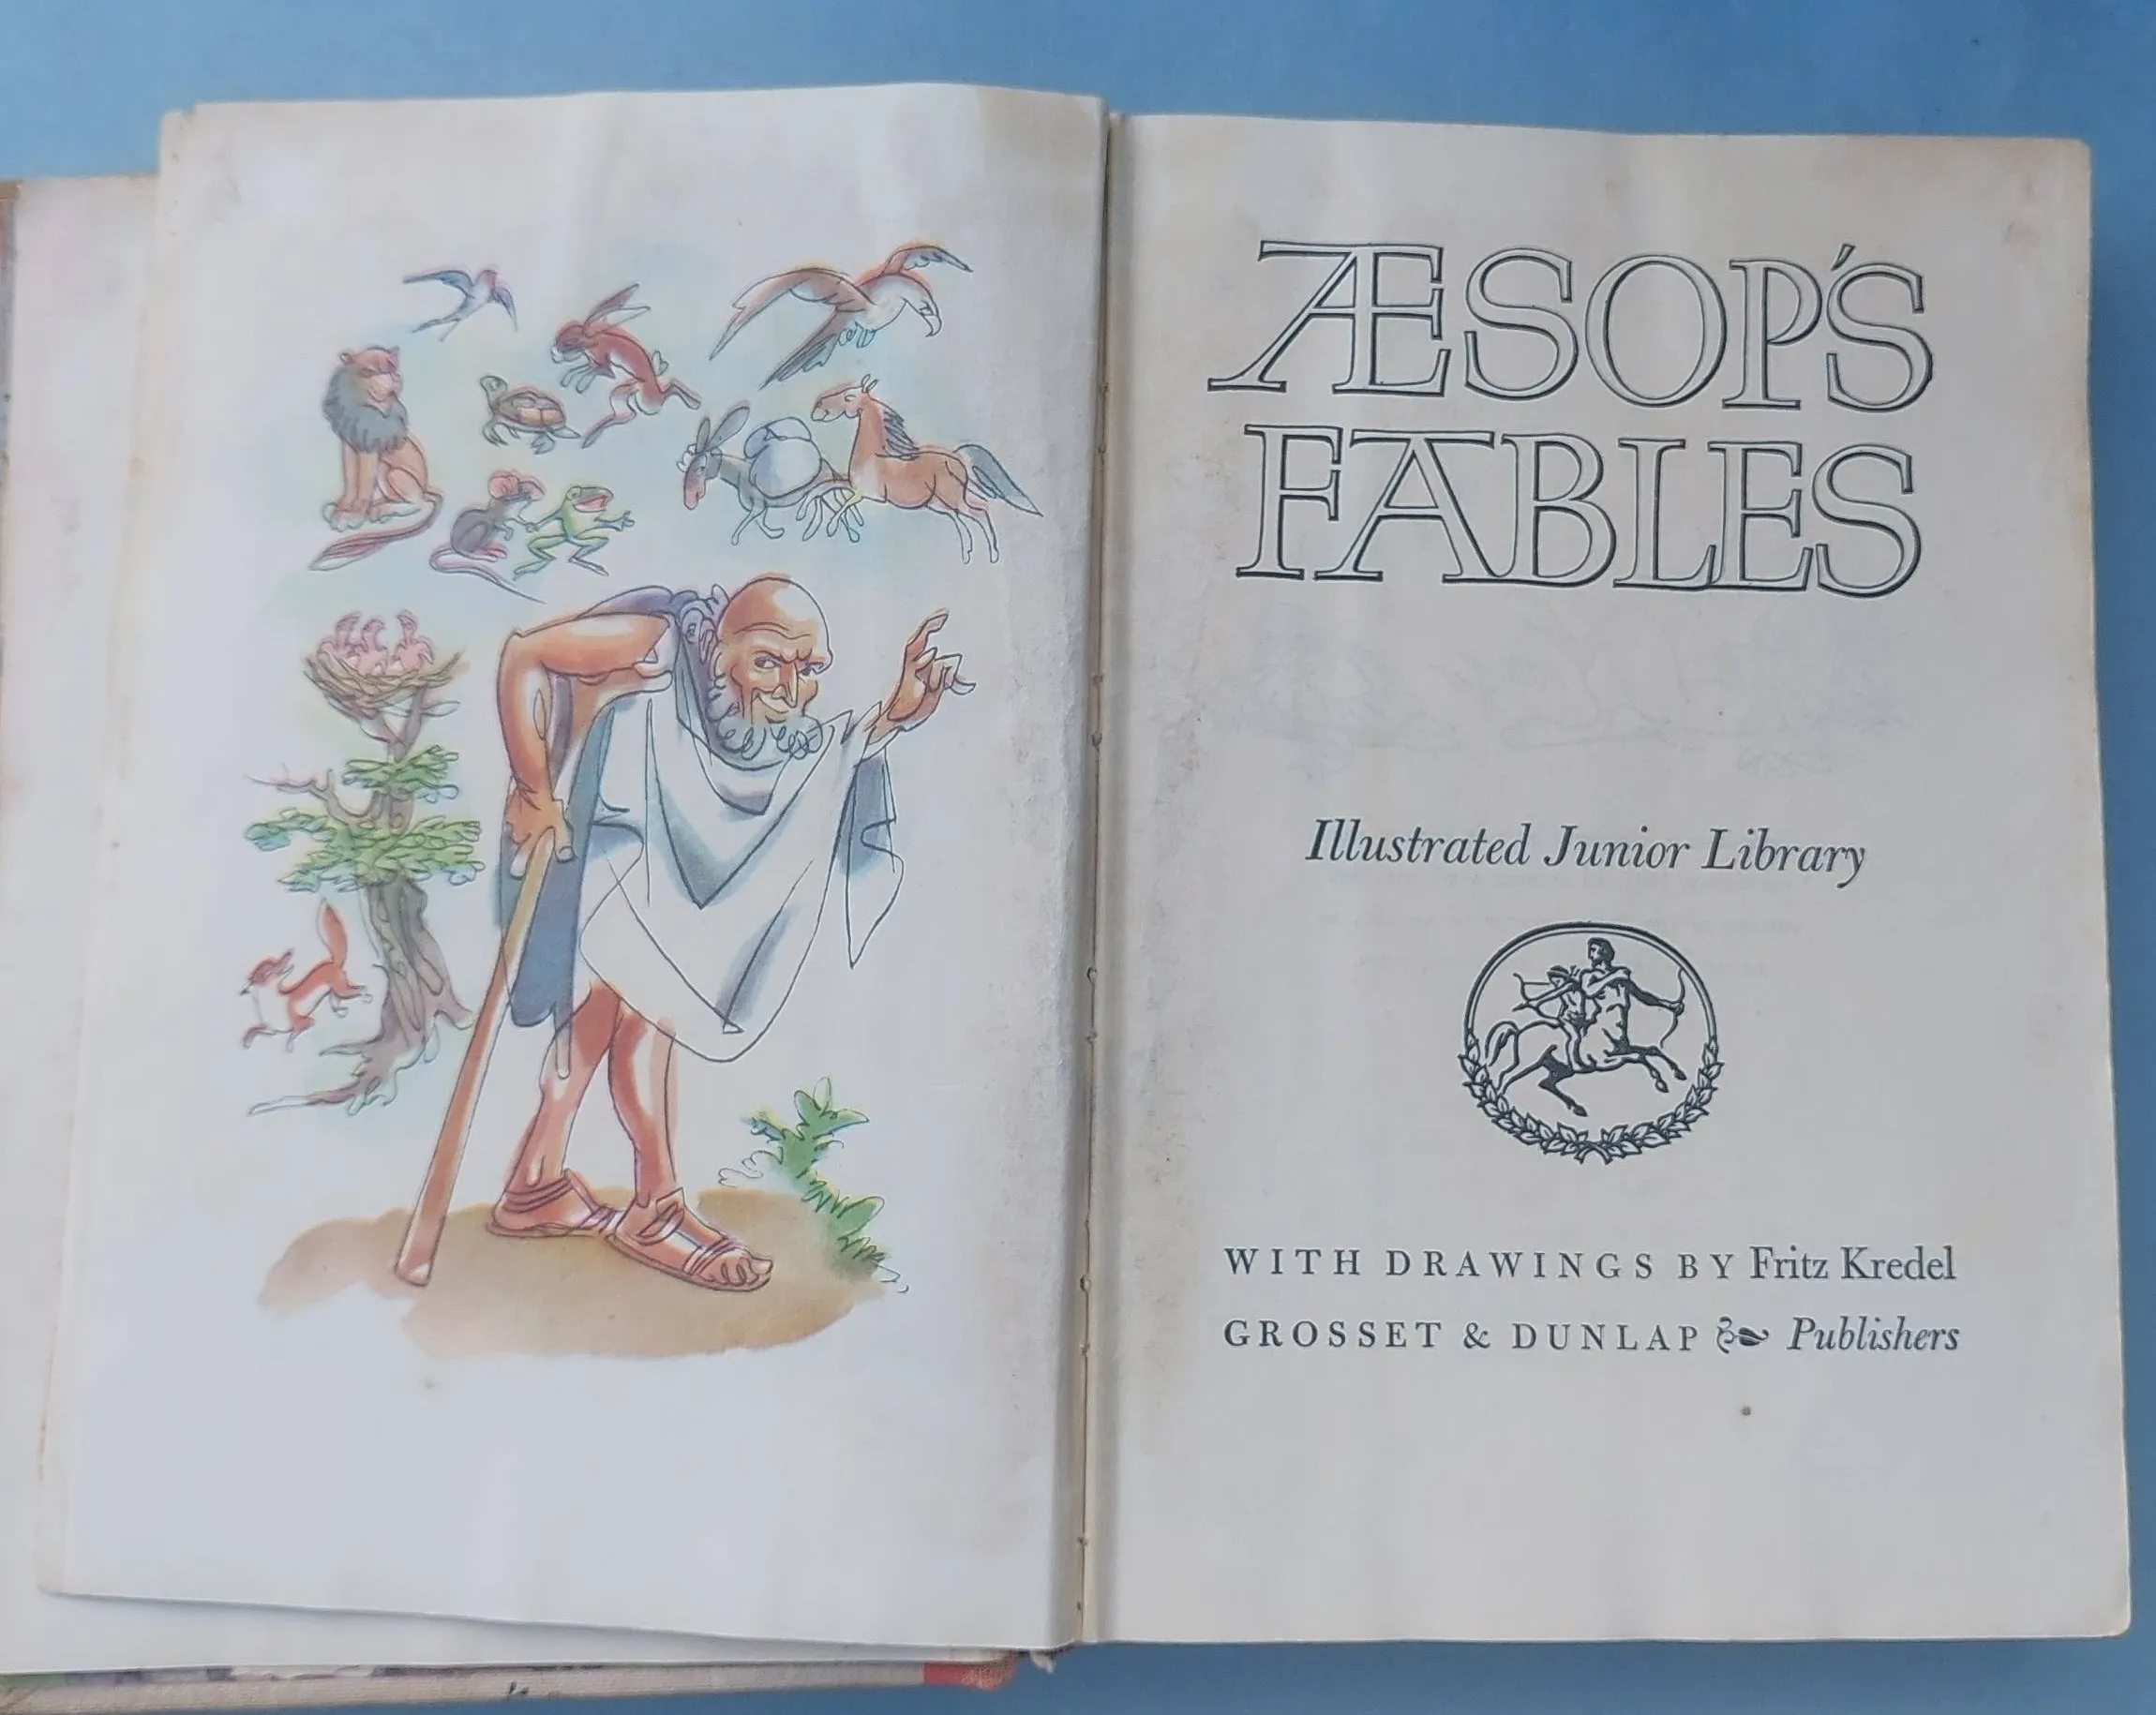 ÆSOP'S
FABLES
Illustrated Junior Library
WITH DRAWINGS BY Fritz Kredel
GROSSET & DUNLAP Publishers